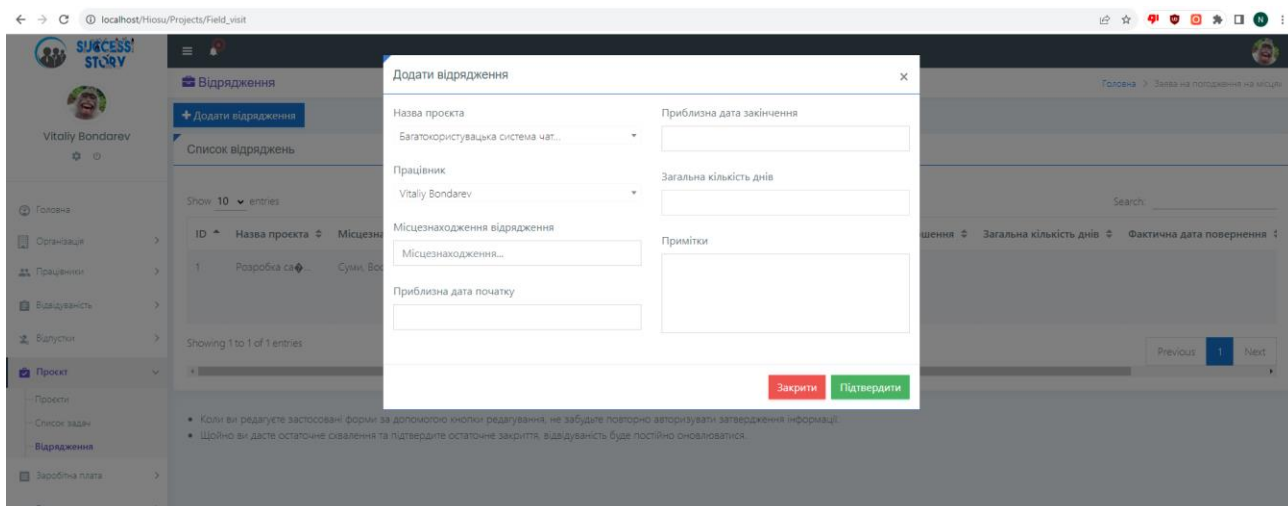 localhost/Hiosu/Projects/Field_visit
SUCCESS
STORY
Відрядження
Головна > Заява на погодження на місцях
Додати відрядження
Vitaliy Bondarev
Список відряджень
Show 10 entries
Search:
ID Назва проєкта Місцезна
шення Загальна кількість днів Фактична дата повернення
1 Розробка са�... Суми, Вос
Showing 1 to 1 of 1 entries
Previous 1 Next
Головна
Організація
Працівники
Відвідуваність
Відпустки
Проєкт
Проєкти
Список задач
Відрядження
Заробітна плата
Додати відрядження ×
Назва проєкта
Багатокористувацька система чат...
Працівник
Vitaliy Bondarev
Місцезнаходження відрядження
Місцезнаходження...
Приблизна дата початку
Приблизна дата закінчення
Загальна кількість днів
Примітки
Закрити Підтвердити
Коли ви редагуєте застосовані форми за допомогою кнопки редагування, не забудьте повторно авторизувати затвердження інформації.
Щойно ви дасте остаточне схвалення та підтвердите остаточне закриття, відвідуваність буде постійно оновлюватися.